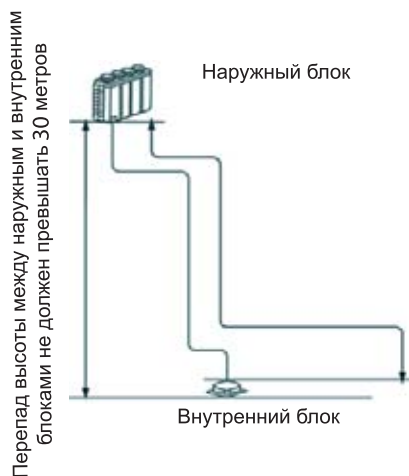 Перепад высоты между наружным и внутренним
блоками не должен превышать 30 метров
Наружный блок
Внутренний блок